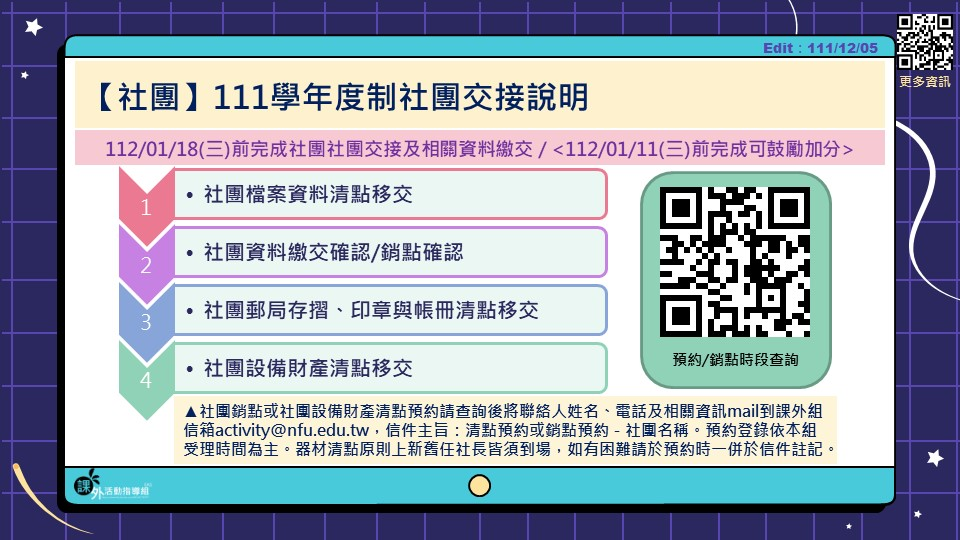 Edit：111/12/05
更多資訊
【社團】111學年度制社團交接說明
112/01/18(三)前完成社團社團交接及相關資料繳交 / <112/01/11(三)前完成可鼓勵加分>
1
• 社團檔案資料清點移交
2
• 社團資料繳交確認/銷點確認
3
• 社團郵局存摺、印章與帳冊清點移交
4
• 社團設備財產清點移交
預約/銷點時段查詢
▲社團銷點或社團設備財產清點預約請查詢後將聯絡人姓名、電話及相關資訊mail到課外組
信箱activity@nfu.edu.tw，信件主旨：清點預約或銷點預約－社團名稱。預約登錄依本組
受理時間為主。器材清點原則上新舊任社長皆須到場，如有困難請於預約時一併於信件註記。
課外活動指導組